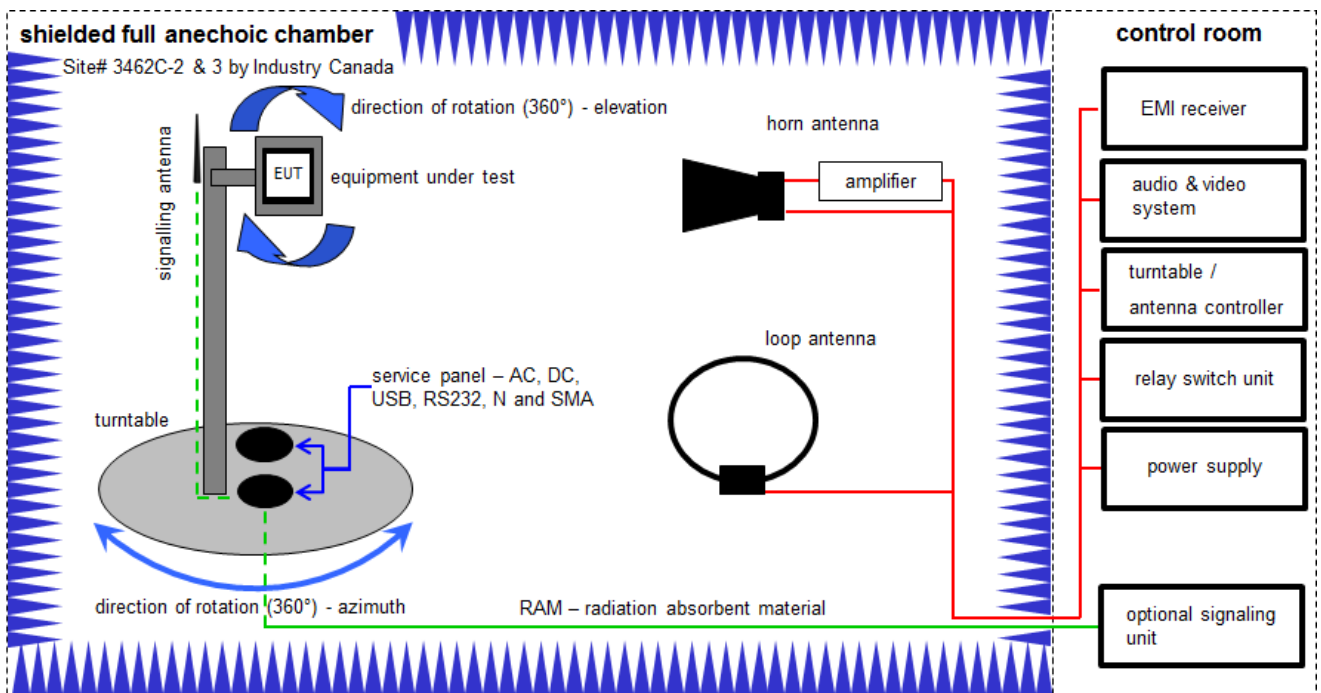 shielded full anechoic chamber
Site# 3462C-2 & 3 by Industry Canada
direction of rotation (360°) - elevation
signalling antenna
EUT
equipment under test
horn antenna
amplifier
loop antenna
service panel – AC, DC,
USB, RS232, N and SMA
turntable
direction of rotation (360°) - azimuth
RAM – radiation absorbent material
control room
EMI receiver
audio & video
system
turntable /
antenna controller
relay switch unit
power supply
optional signaling
unit